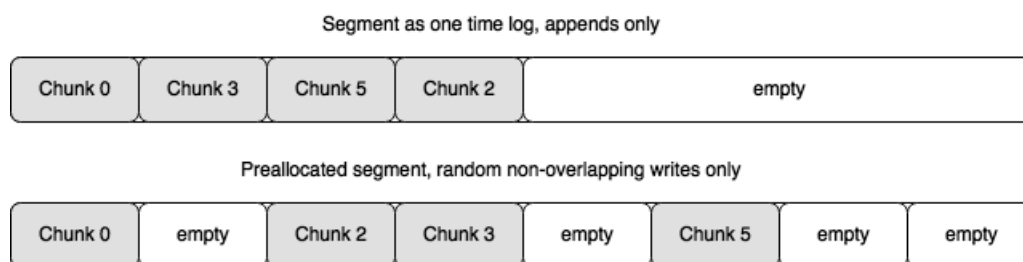 Segment as one time log, appends only
Chunk 0 Chunk 3 Chunk 5 Chunk 2 empty
Preallocated segment, random non-overlapping writes only
Chunk 0 empty Chunk 2 Chunk 3 empty Chunk 5 empty empty